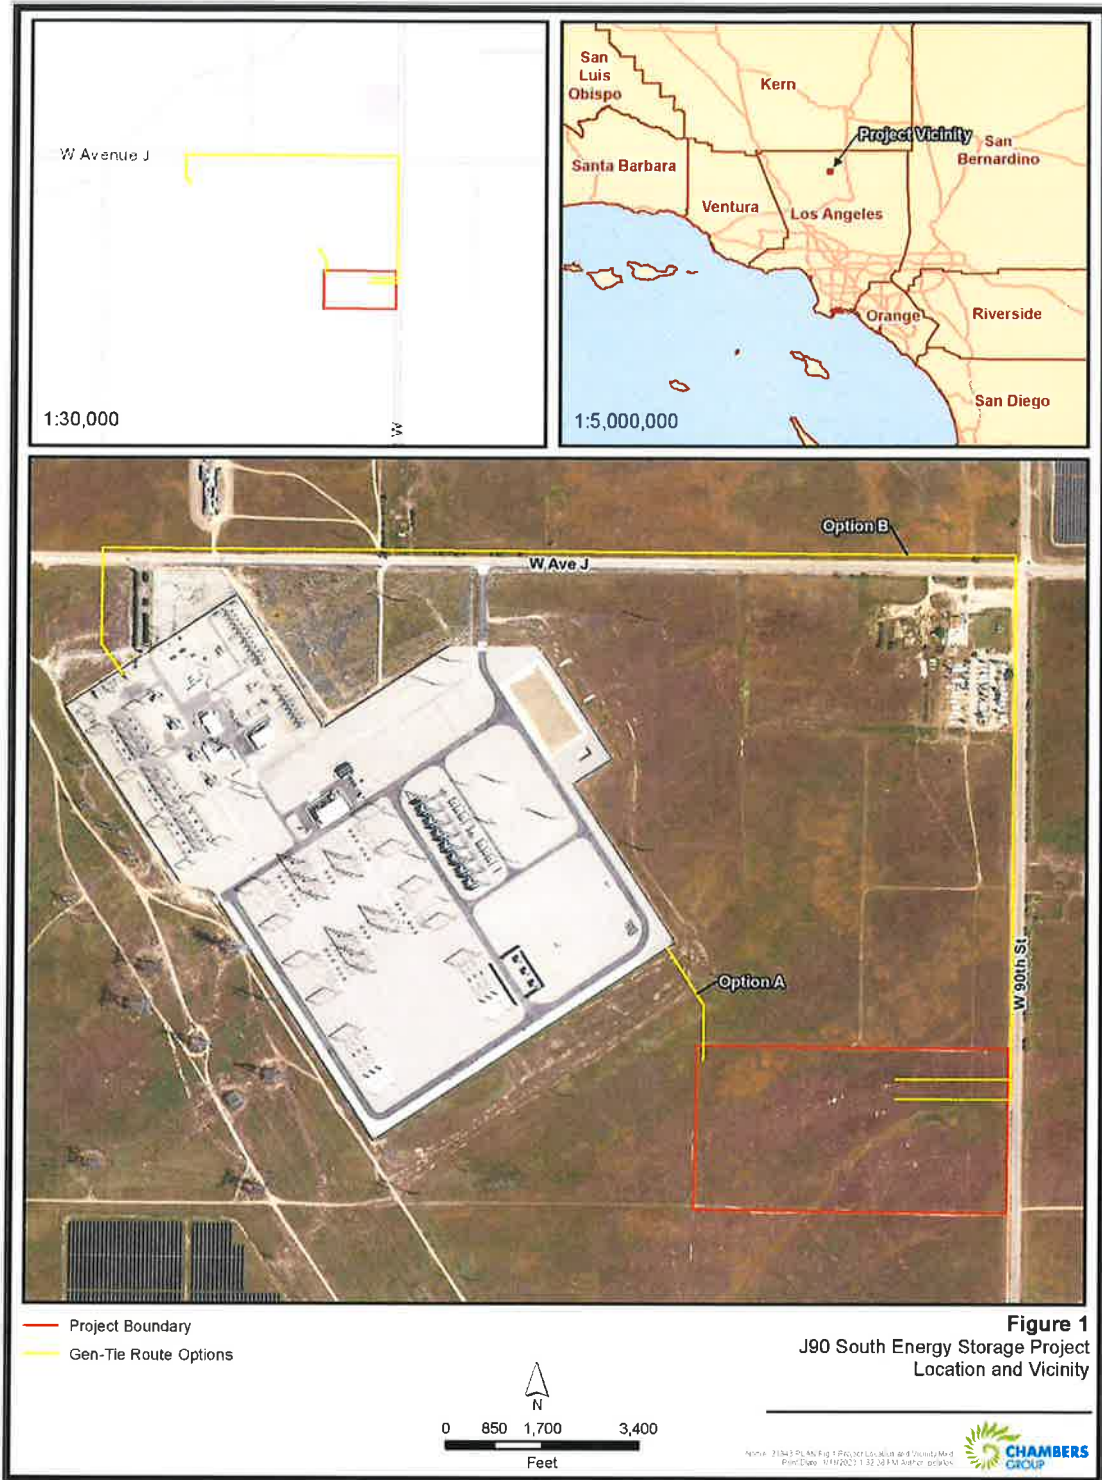 W Avenue J
W
1:30,000
San
Luis
Obispo
Kern
Project Vicinity
San
Bernardino
Santa Barbara
Ventura
Los Angeles
Orange
Riverside
San Diego
1:5,000,000
Option B
W Ave J
W 90th St
Option A
Project Boundary
Gen-Tie Route Options
Figure 1
J90 South Energy Storage Project
Location and Vicinity
N
0 850 1,700 3,400
Feet
CHAMBERS
GROUP